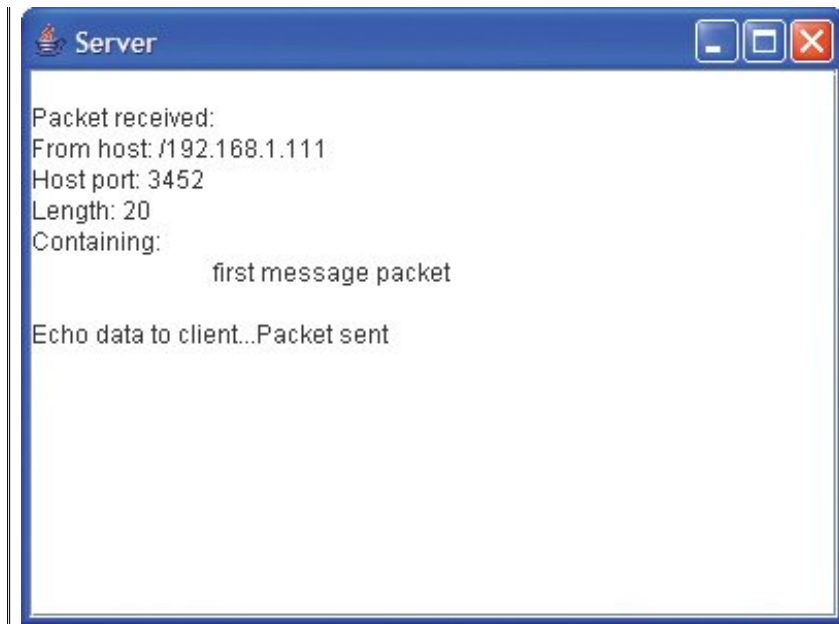 Server
Packet received:
From host: /192.168.1.111
Host port: 3452
Length: 20
Containing:
first message packet
Echo data to client...Packet sent